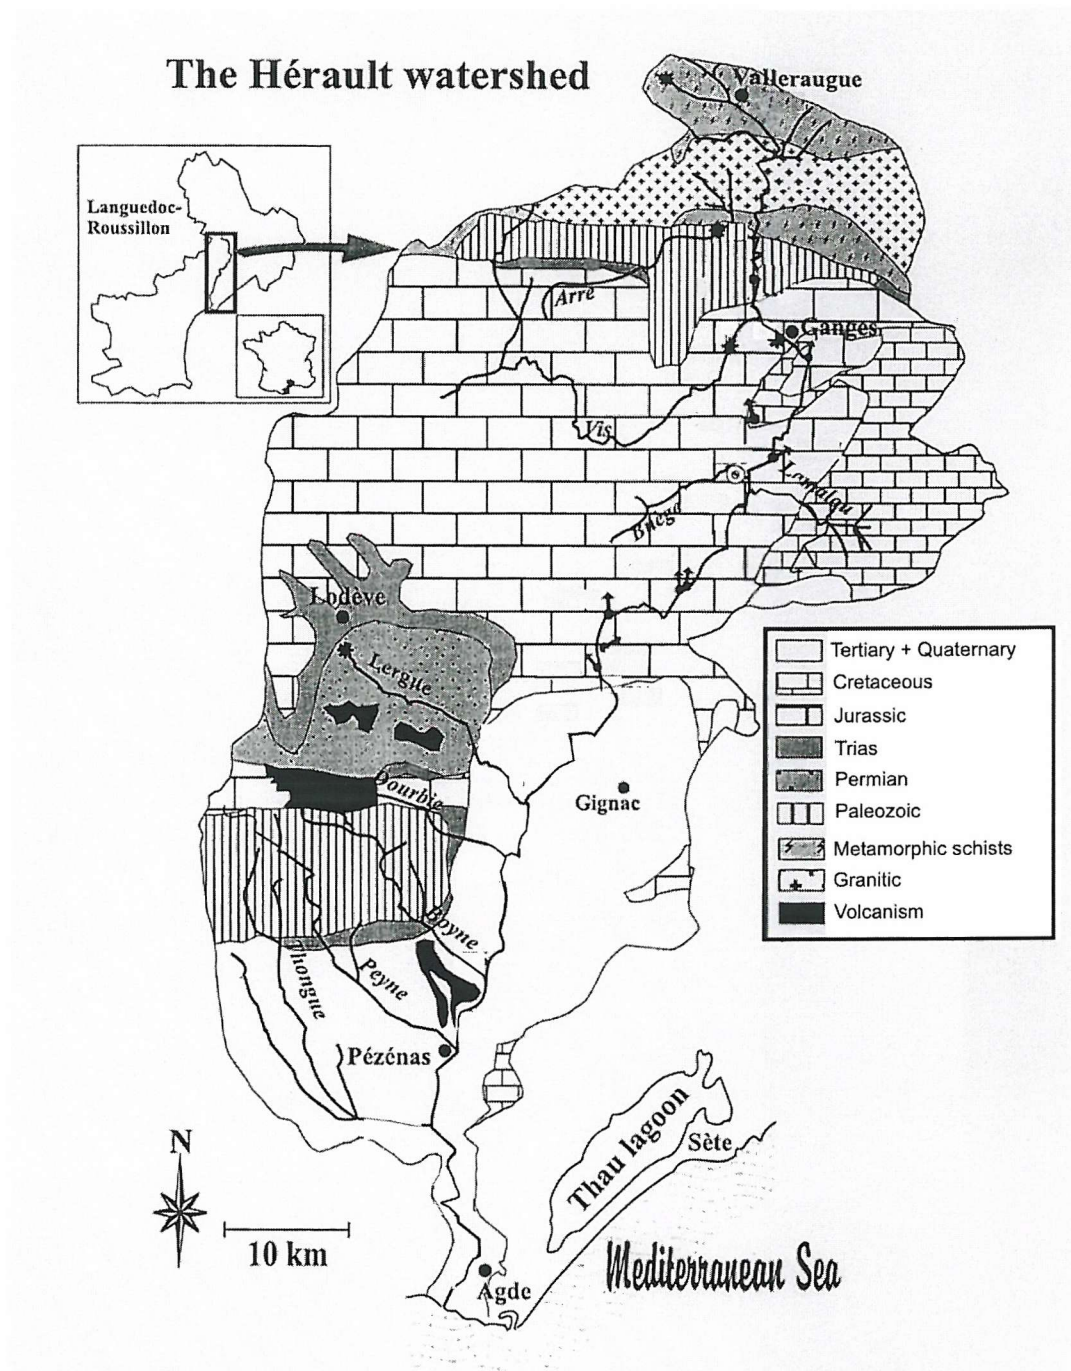 The Hérault watershed
Valleraugue
Languedoc-
Roussillon
Arre
Ganges
Vis
Lamalou
Buège
Lodève
Lergue
Tertiary + Quaternary
Cretaceous
Jurassic
Trias
Permian
Paleozoic
Metamorphic schists
Granitic
Volcanism
Dourbie
Gignac
Boyne
Peyne
Thongue
Pézénas
Thau lagoon
Sète
N
10 km
Mediterranean Sea
Agde